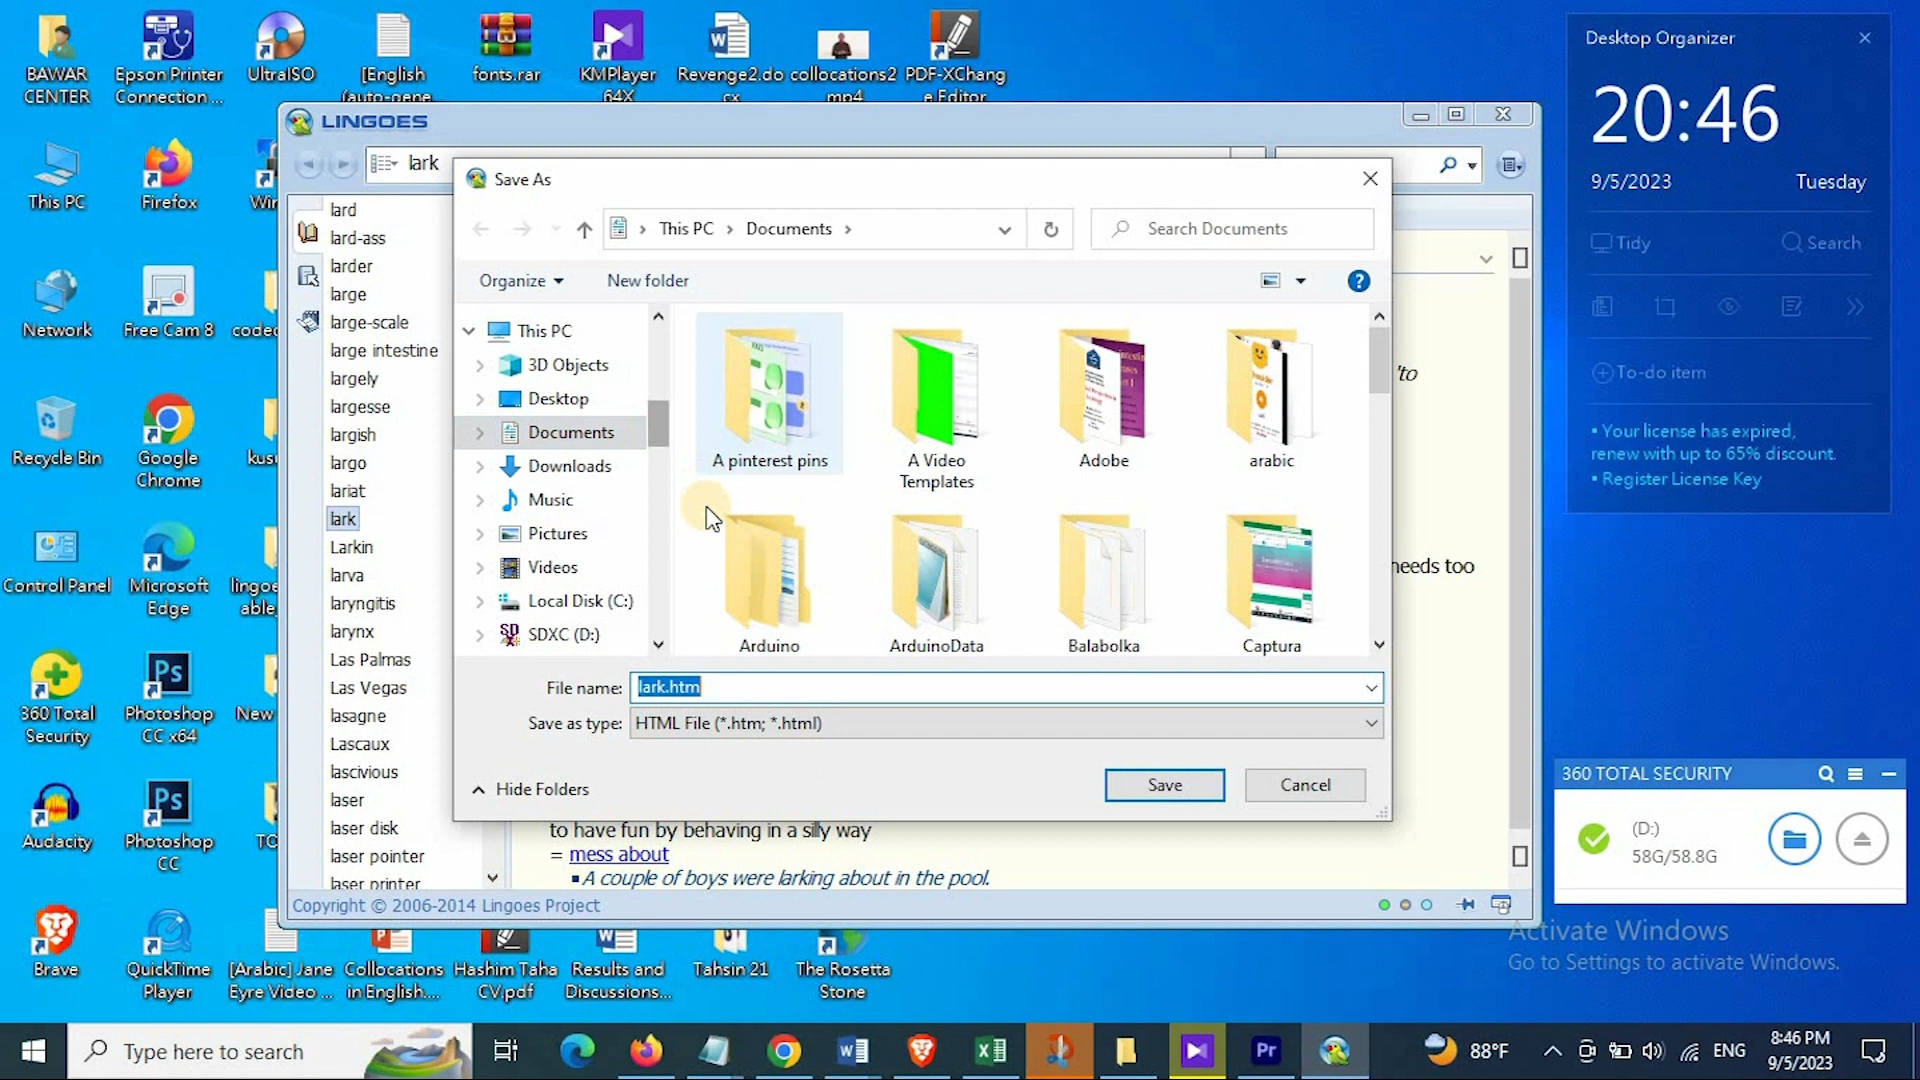 BAWAR CENTER
Epson Printer Connection ...
UltraISO
[English (auto-gene...
fonts.rar
KMPlayer 64X
Revenge2.docx
collocations2.mp4
PDF-XChange Editor
This PC
Firefox
Win
Network
Free Cam 8
codec
Recycle Bin
Google Chrome
kusu
Control Panel
Microsoft Edge
lingoe
able,
360 Total Security
Photoshop CC x64
New
Audacity
Photoshop CC
TO
Brave
QuickTime Player
[Arabic] Jane Eyre Video ...
Collocations in English....
Hashim Taha CV.pdf
Results and Discussions...
Tahsin 21
The Rosetta Stone
LINGOES
lark
lard
lard-ass
larder
large
large-scale
large intestine
largely
largesse
largish
largo
lariat
lark
Larkin
larva
laryngitis
larynx
Las Palmas
Las Vegas
lasagne
Lascaux
lascivious
laser
laser disk
laser pointer
laser printer
'to
needs too
to have fun by behaving in a silly way
= mess about
▪A couple of boys were larking about in the pool.
Copyright © 2006-2014 Lingoes Project
Save As
This PC › Documents ›
Search Documents
Organize
New folder
This PC
3D Objects
Desktop
Documents
Downloads
Music
Pictures
Videos
Local Disk (C:)
SDXC (D:)
A pinterest pins
A Video Templates
Adobe
arabic
Arduino
ArduinoData
Balabolka
Captura
File name: lark.htm
Save as type: HTML File (*.htm; *.html)
Hide Folders
Save
Cancel
Desktop Organizer
20:46
9/5/2023 Tuesday
Tidy
Search
To-do item
• Your license has expired,
renew with up to 65% discount.
• Register License Key
360 TOTAL SECURITY
(D:)
58G/58.8G
Activate Windows
Go to Settings to activate Windows.
Type here to search
88°F
ENG
8:46 PM
9/5/2023